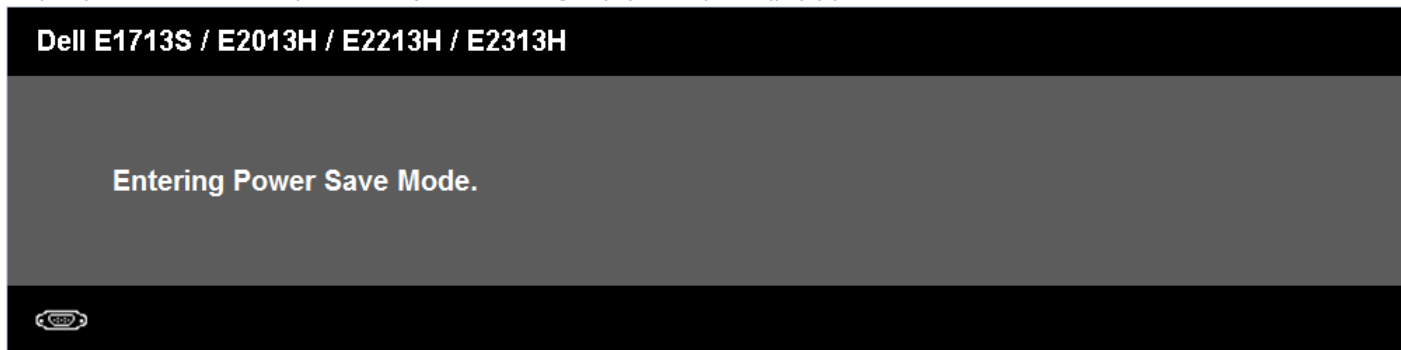 Dell E1713S / E2013H / E2213H / E2313H
Entering Power Save Mode.